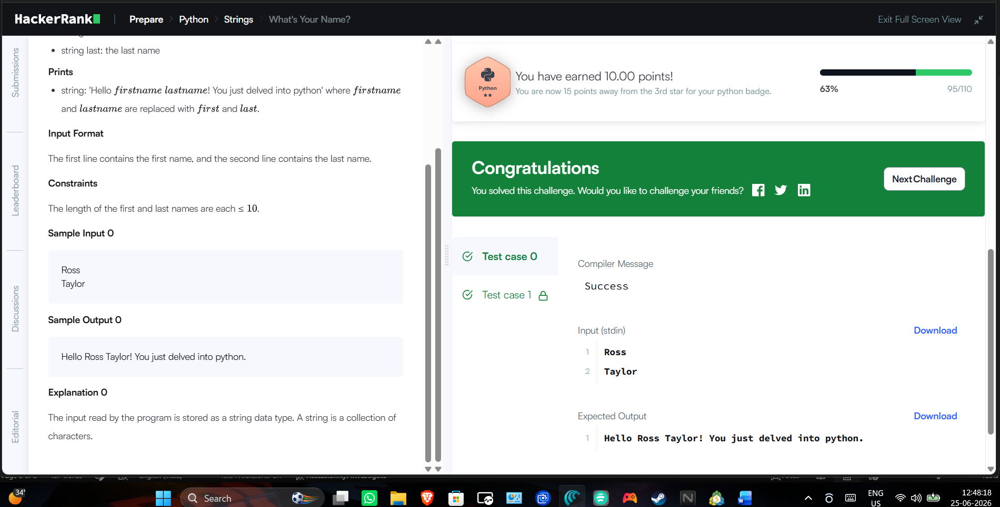 HackerRank
Prepare > Python > Strings > What's Your Name?
Exit Full Screen View
Submissions
Leaderboard
Discussions
Editorial
• string last: the last name
Prints
• string: 'Hello firstname lastname! You just delved into python' where firstname
and lastname are replaced with first and last.
Input Format
The first line contains the first name, and the second line contains the last name.
Constraints
The length of the first and last names are each ≤ 10.
Sample Input 0
Ross
Taylor
Sample Output 0
Hello Ross Taylor! You just delved into python.
Explanation 0
The input read by the program is stored as a string data type. A string is a collection of
characters.
Python
You have earned 10.00 points!
You are now 15 points away from the 3rd star for your python badge.
63%
95/110
Congratulations
You solved this challenge. Would you like to challenge your friends?
Next Challenge
Test case 0
Test case 1
Compiler Message
Success
Input (stdin)
Download
1 Ross
2 Taylor
Expected Output
Download
1 Hello Ross Taylor! You just delved into python.
34°
Search
ENG
US
12:48:18
25-06-2026